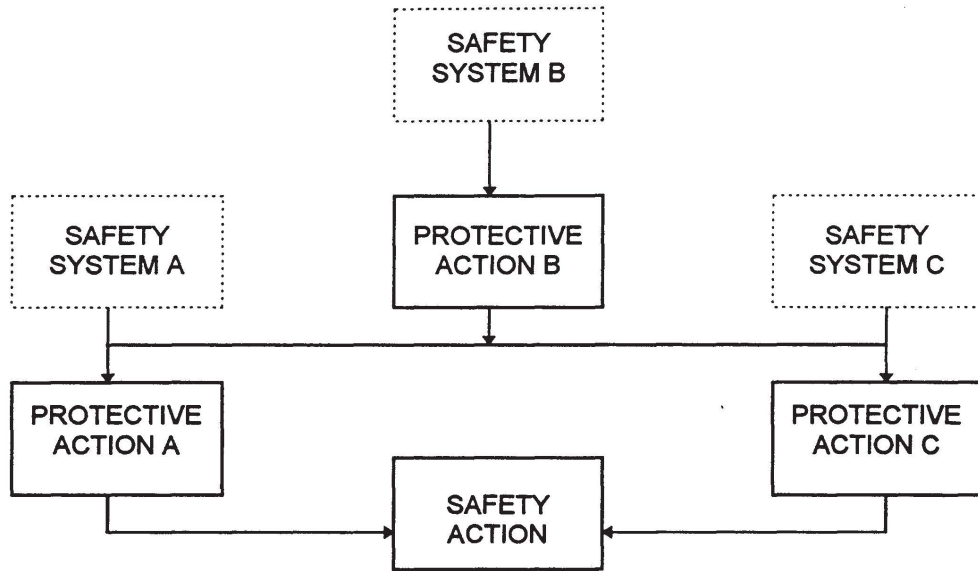 SAFETY
SYSTEM B
SAFETY
SYSTEM A
PROTECTIVE
ACTION B
SAFETY
SYSTEM C
PROTECTIVE
ACTION A
PROTECTIVE
ACTION C
SAFETY
ACTION